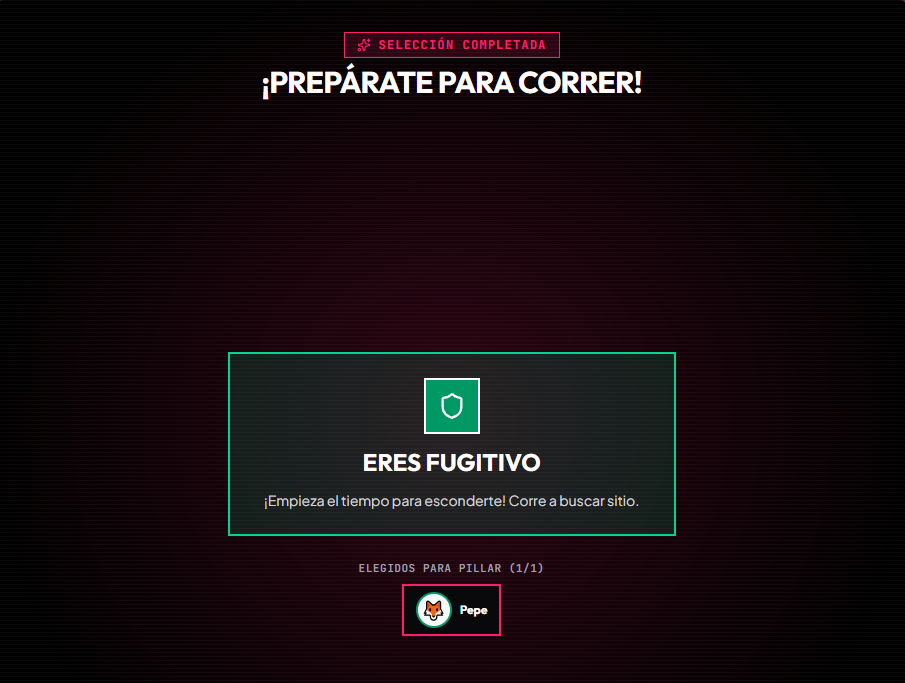 SELECCIÓN COMPLETADA
¡PREPÁRATE PARA CORRER!
ERES FUGITIVO
¡Empieza el tiempo para esconderte! Corre a buscar sitio.
ELEGIDOS PARA PILLAR (1/1)
Pepe